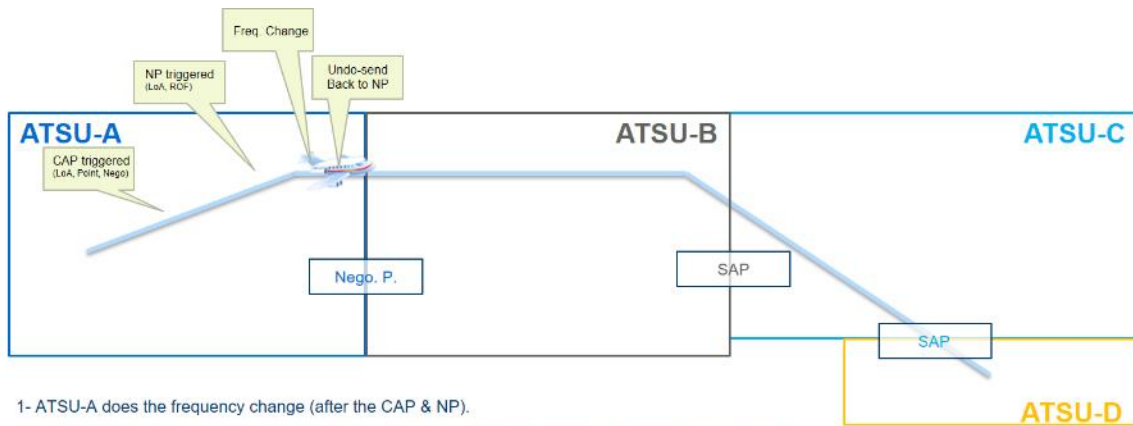 Freq. Change
NP triggered
(LoA, ROF)
Undo-send
Back to NP
ATSU-A
ATSU-B
ATSU-C
CAP triggered
(LoA, Point, Nego)
Nego. P.
SAP
SAP
1- ATSU-A does the frequency change (after the CAP & NP).
ATSU-D